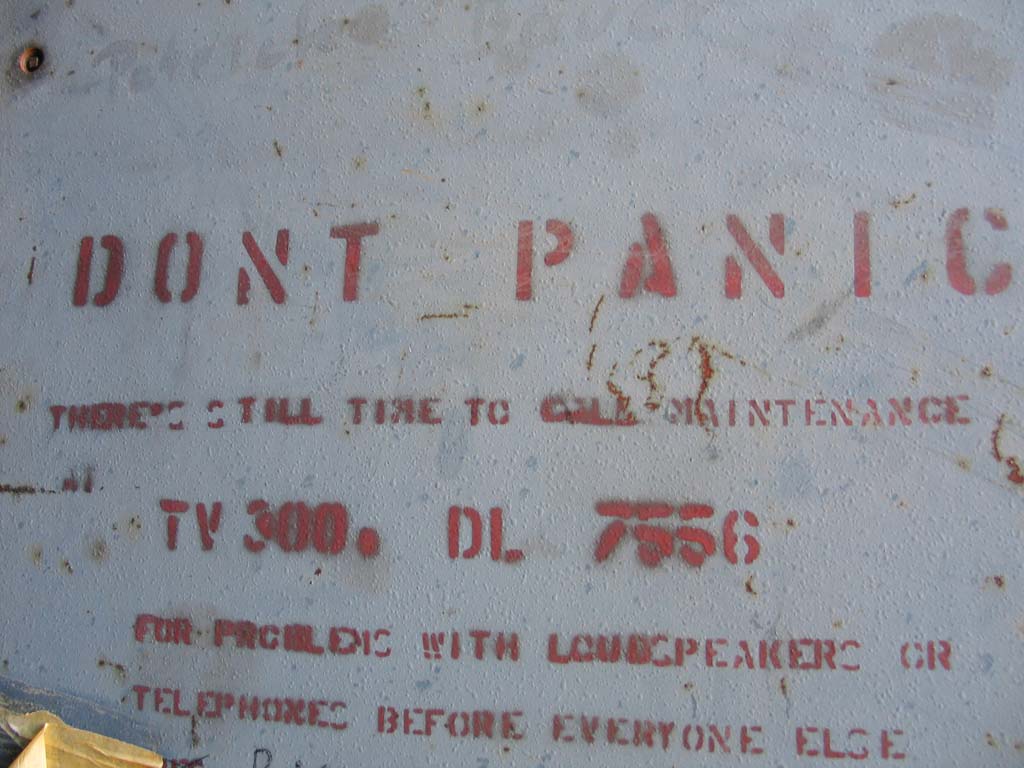 DONT PANIC
THERE'S STILL TIME TO CALL MAINTENANCE
AT
TV 300. DL 7556
FOR PROBLEMS WITH LOUDSPEAKERS OR
TELEPHONES BEFORE EVERYONE ELSE